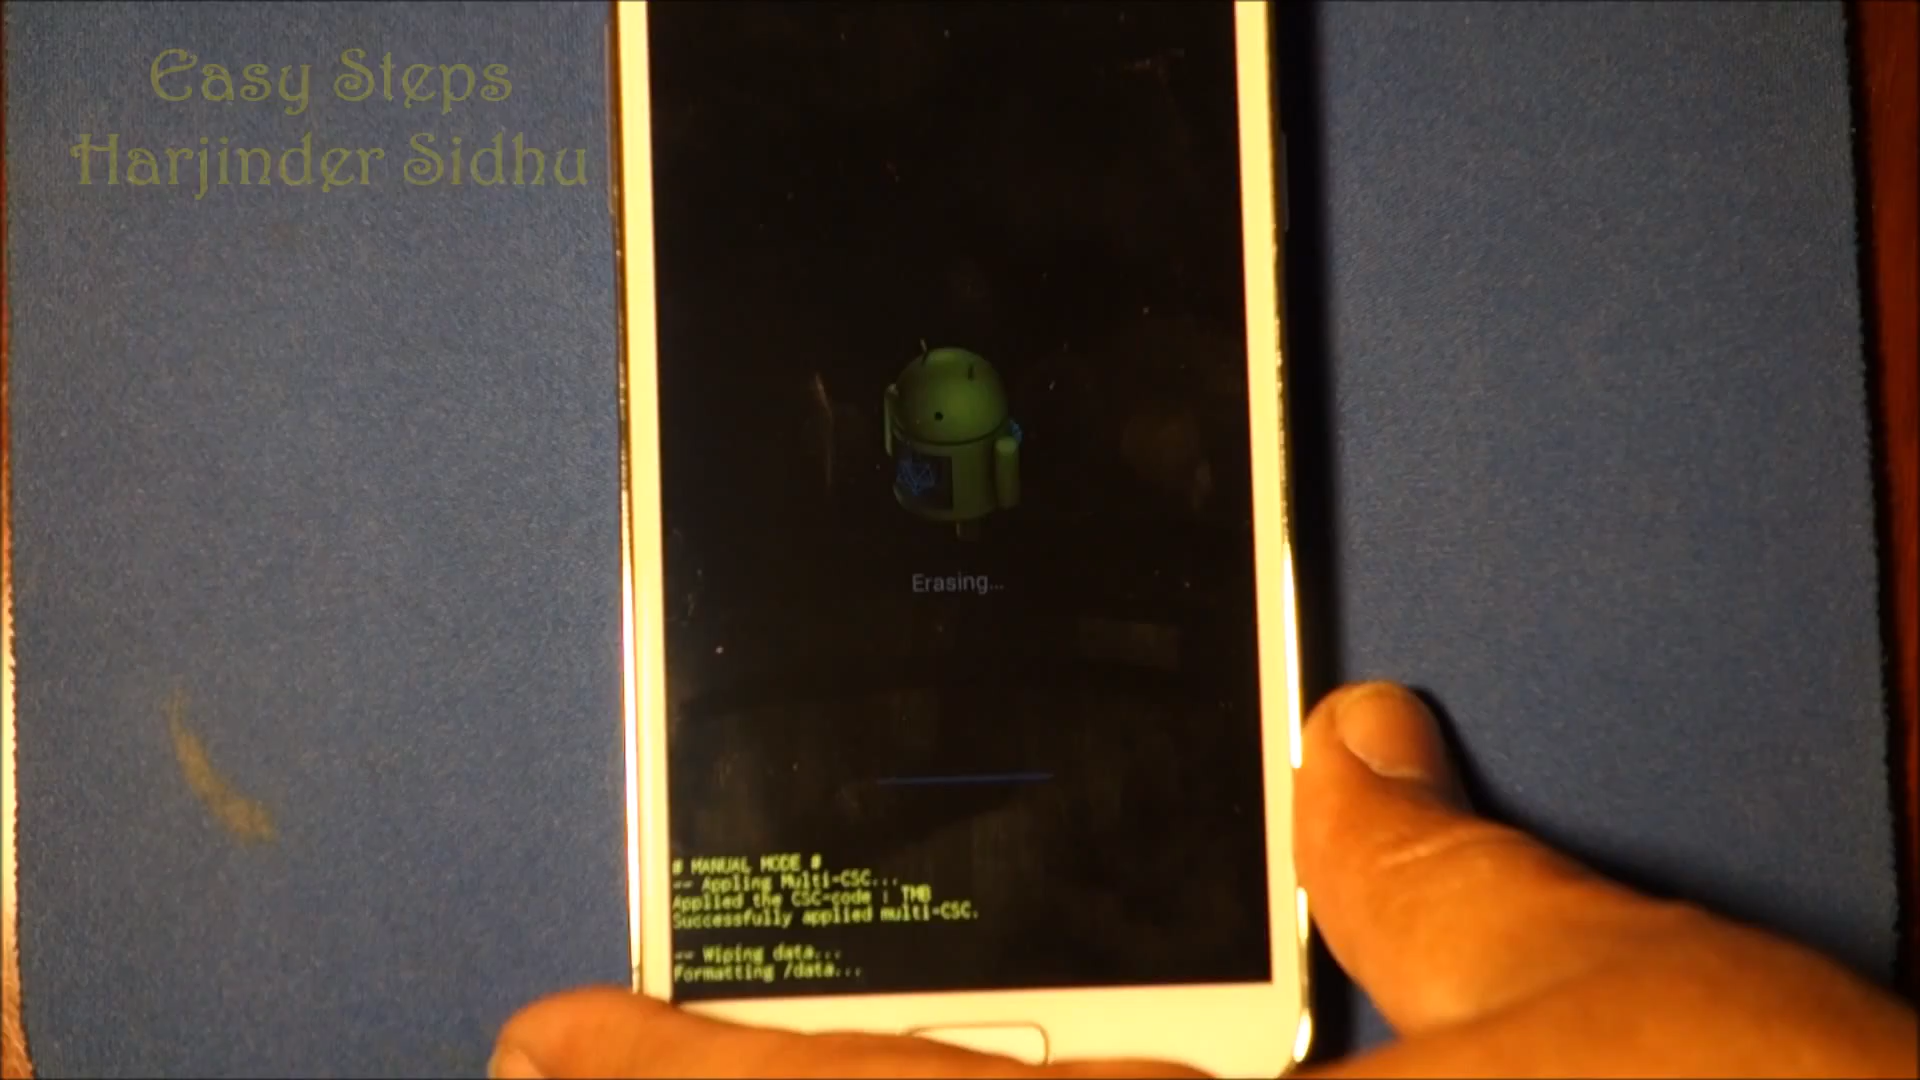 Easy Steps
Harjinder Sidhu
Erasing...
# MANUAL MODE #
-- Appling Multi-CSC...
Applied the CSC-code : TMB
Successfully applied multi-CSC.
-- Wiping data...
Formatting /data...